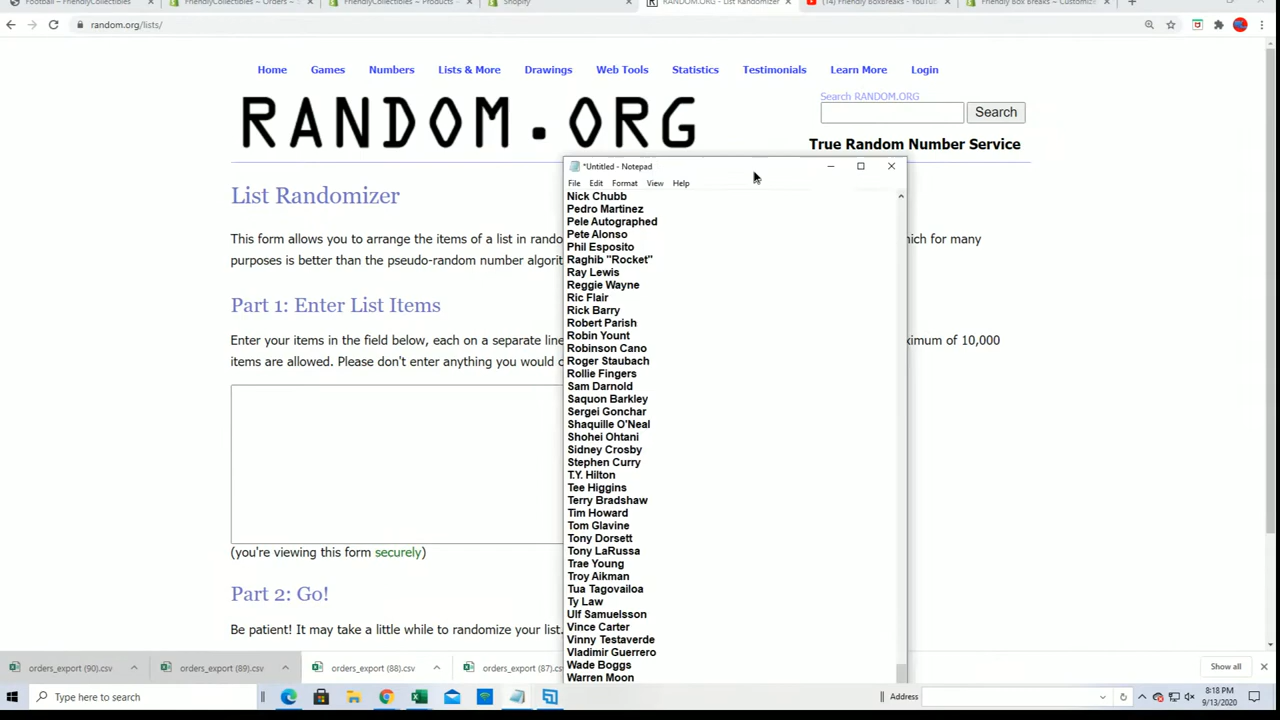 Football – FriendlyCollectibles
FriendlyCollectibles ~ Orders ~
FriendlyCollectibles ~ Products ~
Shopify
RANDOM.ORG - List Randomizer
(14) Friendly BoxBreaks - YouTu
Friendly Box Breaks ~ Customiz
random.org/lists/
Home Games Numbers Lists & More Drawings Web Tools Statistics Testimonials Learn More Login
RANDOM.ORG
Search RANDOM.ORG
Search
True Random Number Service
List Randomizer
This form allows you to arrange the items of a list in rando
hich for many
purposes is better than the pseudo-random number algorit
Part 1: Enter List Items
Enter your items in the field below, each on a separate line
ximum of 10,000
items are allowed. Please don't enter anything you would
(you're viewing this form securely)
Part 2: Go!
Be patient! It may take a little while to randomize your list.
*Untitled - Notepad
File Edit Format View Help
Nick Chubb
Pedro Martinez
Pele Autographed
Pete Alonso
Phil Esposito
Raghib "Rocket"
Ray Lewis
Reggie Wayne
Ric Flair
Rick Barry
Robert Parish
Robin Yount
Robinson Cano
Roger Staubach
Rollie Fingers
Sam Darnold
Saquon Barkley
Sergei Gonchar
Shaquille O'Neal
Shohei Ohtani
Sidney Crosby
Stephen Curry
T.Y. Hilton
Tee Higgins
Terry Bradshaw
Tim Howard
Tom Glavine
Tony Dorsett
Tony LaRussa
Trae Young
Troy Aikman
Tua Tagovailoa
Ty Law
Ulf Samuelsson
Vince Carter
Vinny Testaverde
Vladimir Guerrero
Wade Boggs
Warren Moon
orders_export (90).csv
orders_export (89).csv
orders_export (88).csv
orders_export (87).cs
Show all
Type here to search
Address
8:18 PM
9/13/2020